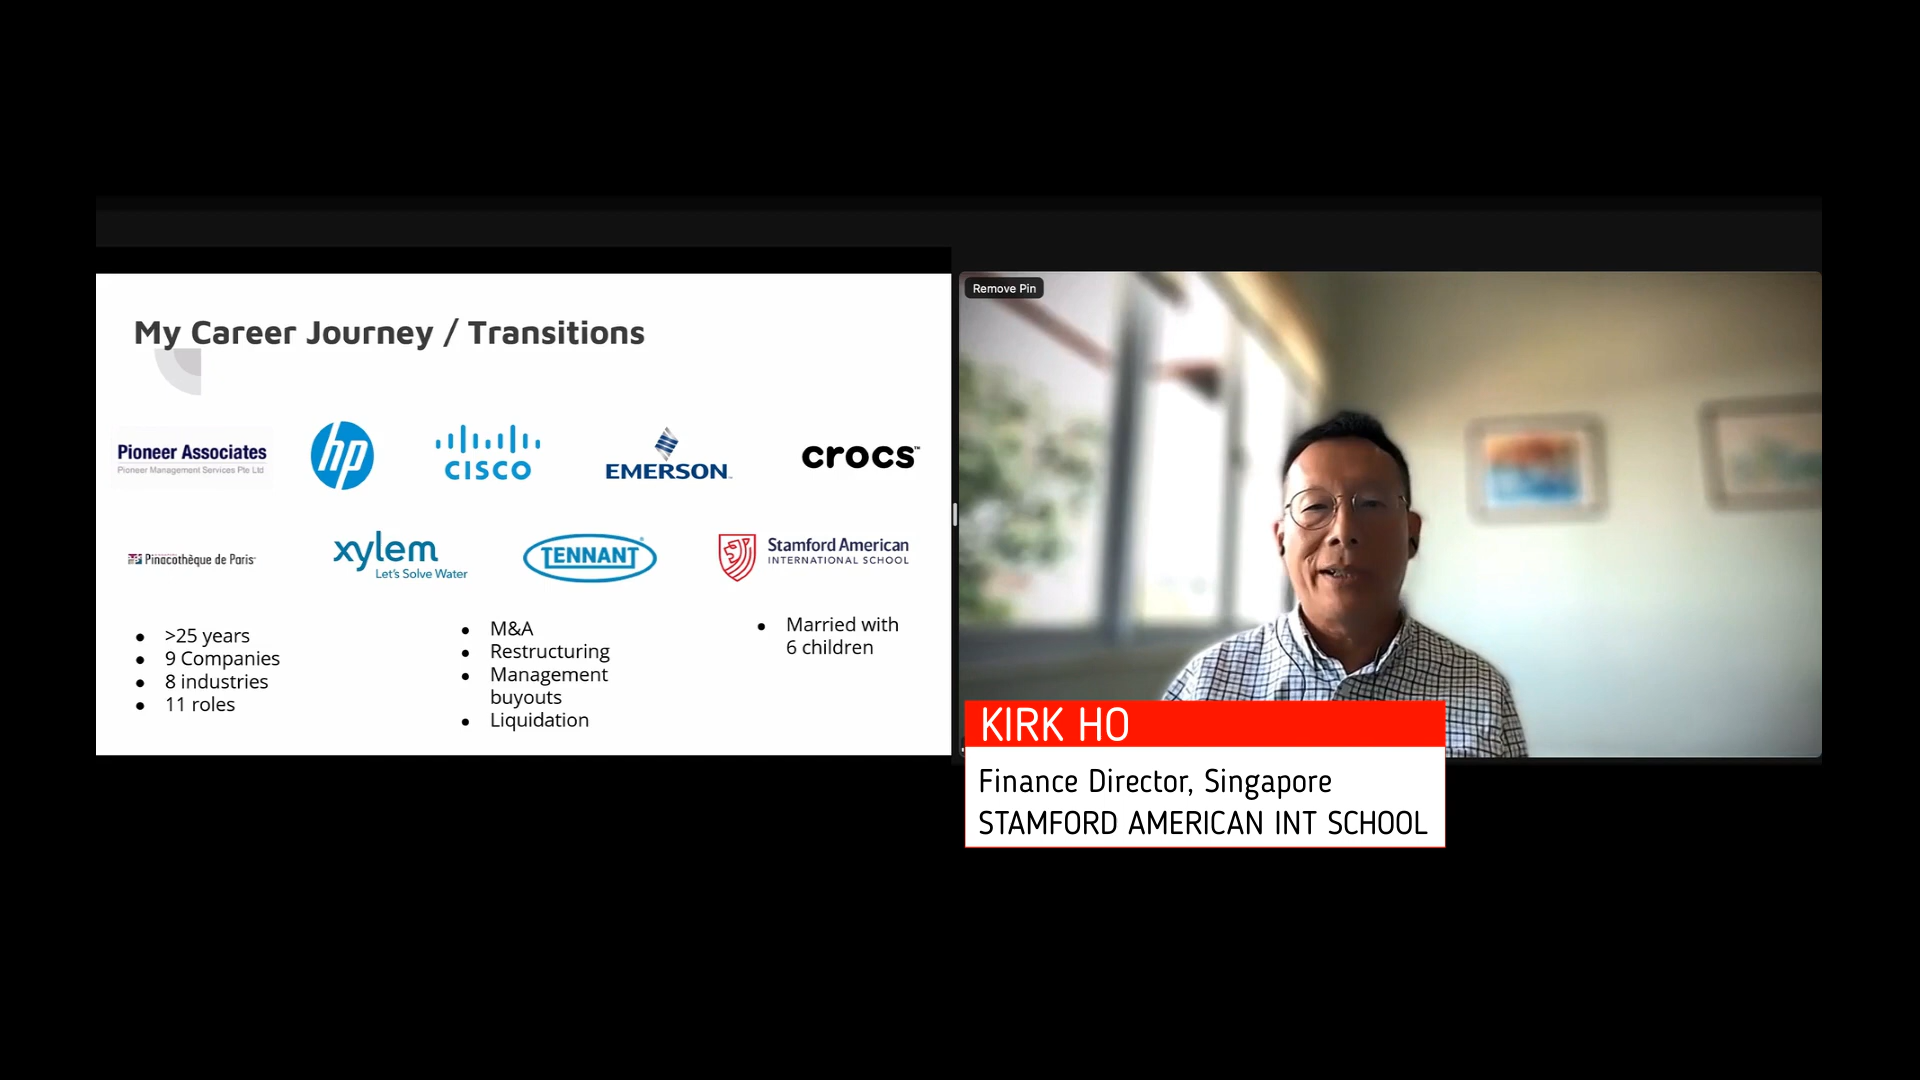 My Career Journey / Transitions
Pioneer Associates
Pioneer Management Services Pte Ltd
hp
CISCO
EMERSON™
crocs™
Pinacothèque de Paris
xylem
Let's Solve Water
TENNANT®
Stamford American
INTERNATIONAL SCHOOL
• >25 years
• 9 Companies
• 8 industries
• 11 roles
• M&A
• Restructuring
• Management
buyouts
• Liquidation
• Married with
6 children
Remove Pin
KIRK HO
Finance Director, Singapore
STAMFORD AMERICAN INT SCHOOL